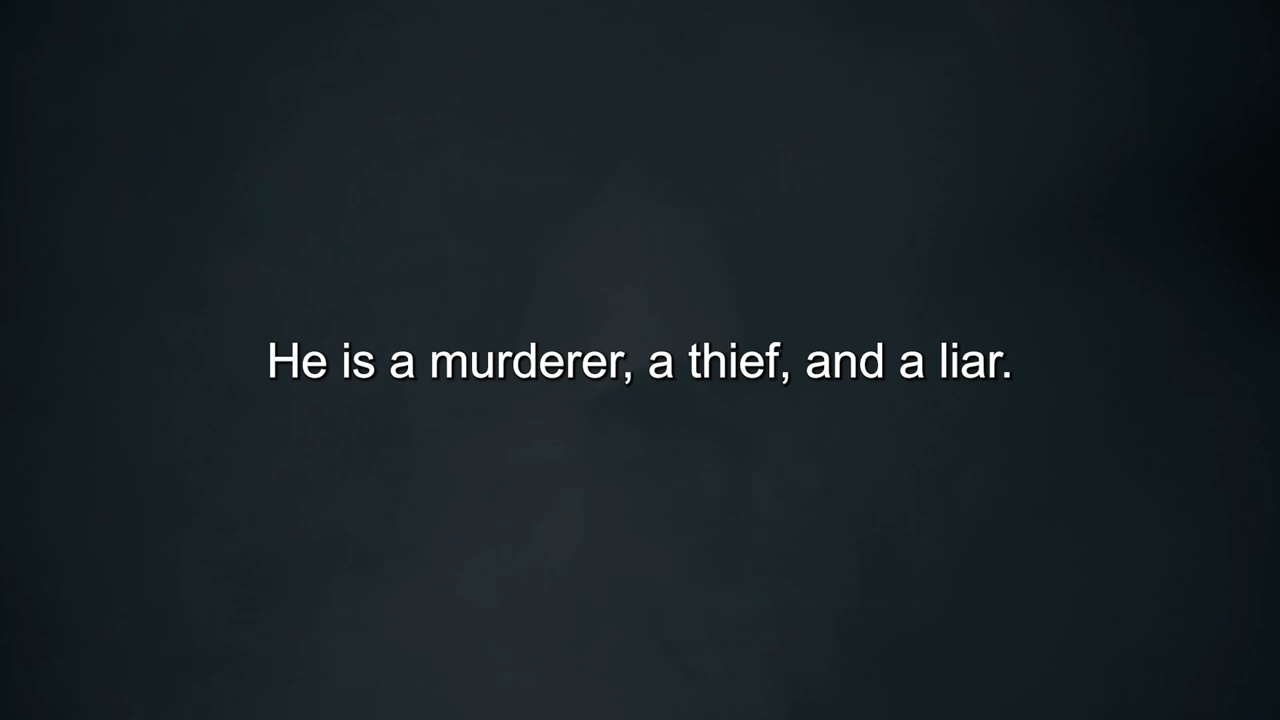 He is a murderer, a thief, and a liar.